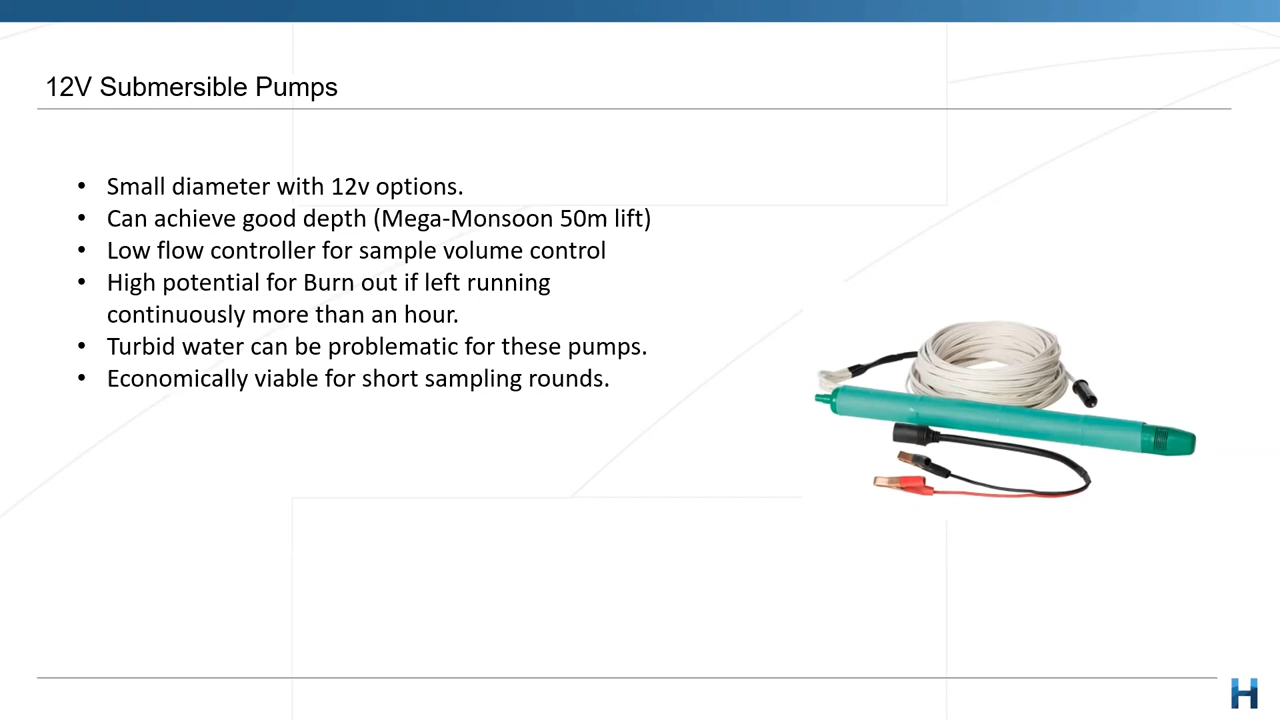 12V Submersible Pumps
• Small diameter with 12v options.
• Can achieve good depth (Mega-Monsoon 50m lift)
• Low flow controller for sample volume control
• High potential for Burn out if left running
continuously more than an hour.
• Turbid water can be problematic for these pumps.
• Economically viable for short sampling rounds.
H